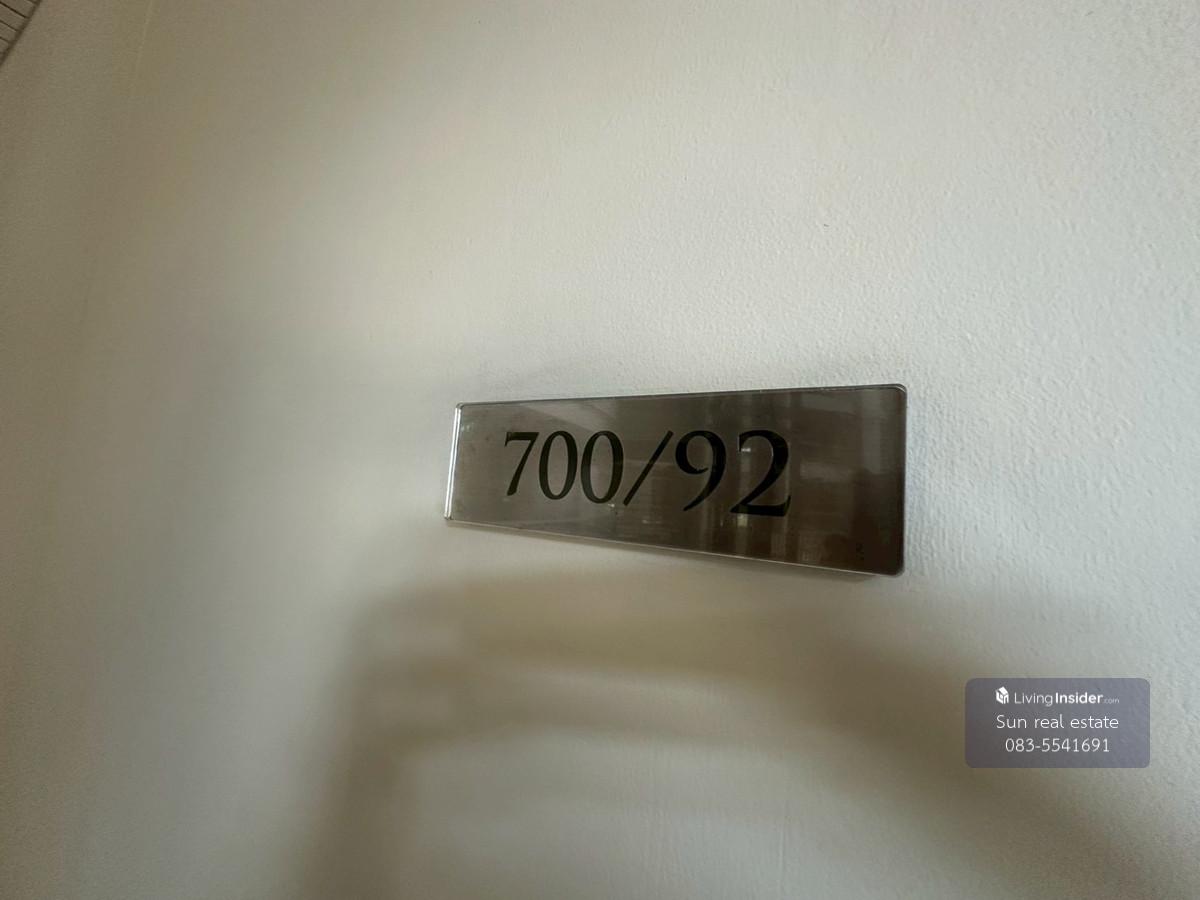 700/92
LivingInsider.com
Sun real estate
083-5541691